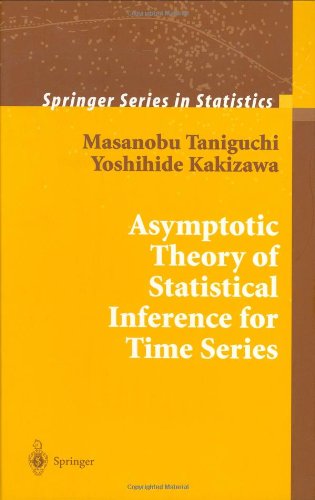 Springer Series in Statistics
Masanobu Taniguchi
Yoshihide Kakizawa
Asymptotic
Theory of
Statistical
Inference for
Time Series
Springer